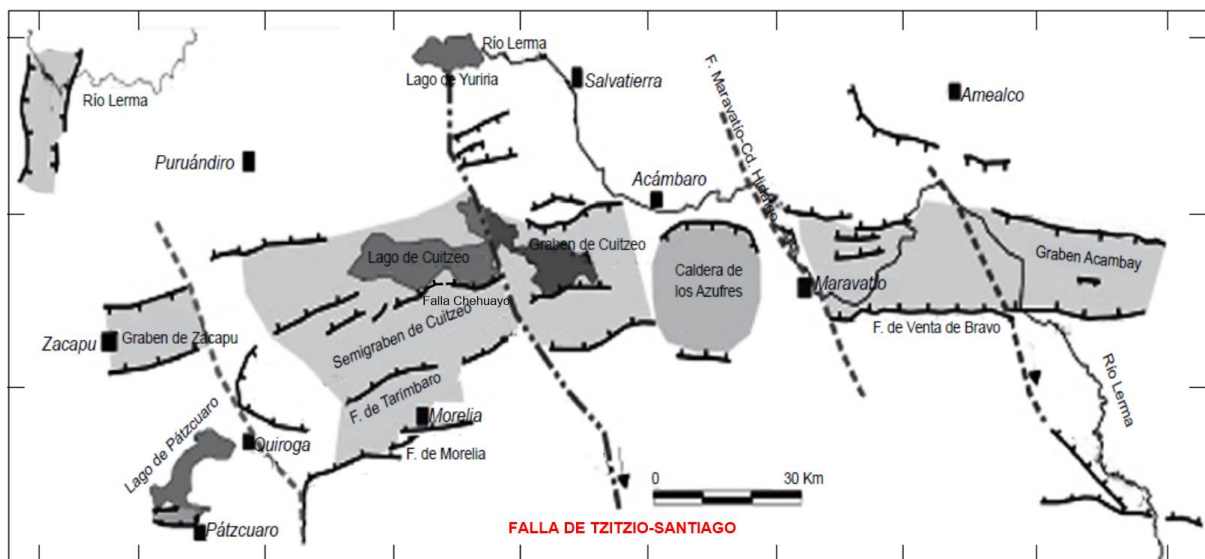 Río Lerma
Lago de Yuriria
Salvatierra
F. Maravatio-Cd. Hidalgo
Amealco
Río Lerma
Puruándiro
Acámbaro
Lago de Cuitzeo
Graben de Cuitzeo
Caldera de
los Azufres
Graben Acambay
Maravatío
Falla Chehuayo
Semigraben de Cuitzeo
F. de Venta de Bravo
Zacapu
Graben de Zacapu
Río Lerma
F. de Tarimbaro
Morelia
Lago de Pátzcuaro
Quiroga
F. de Morelia
0 30 Km
Pátzcuaro
FALLA DE TZITZIO-SANTIAGO